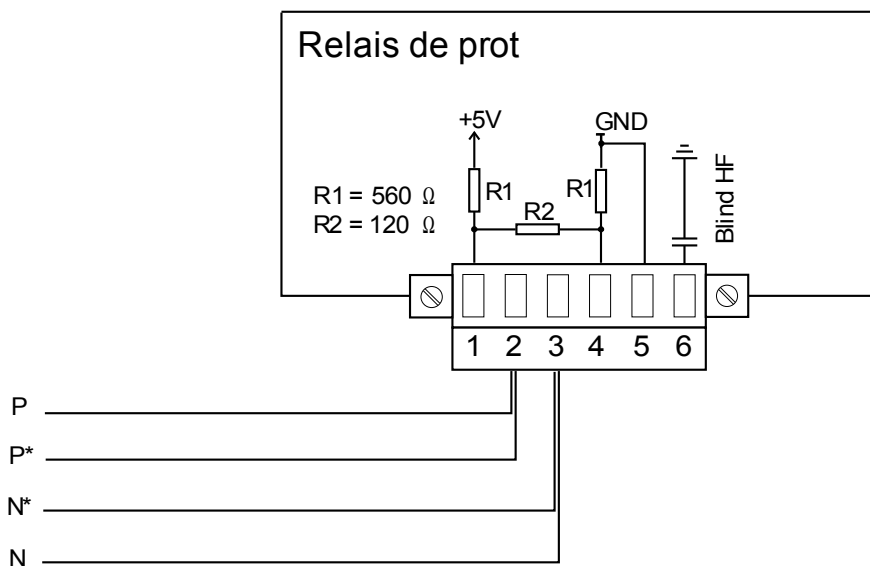 Relais de prot
+5V
GND
R1 = 560 Ω
R2 = 120 Ω
R1
R2
R1
Blind HF
1 2 3 4 5 6
P
P*
N*
N